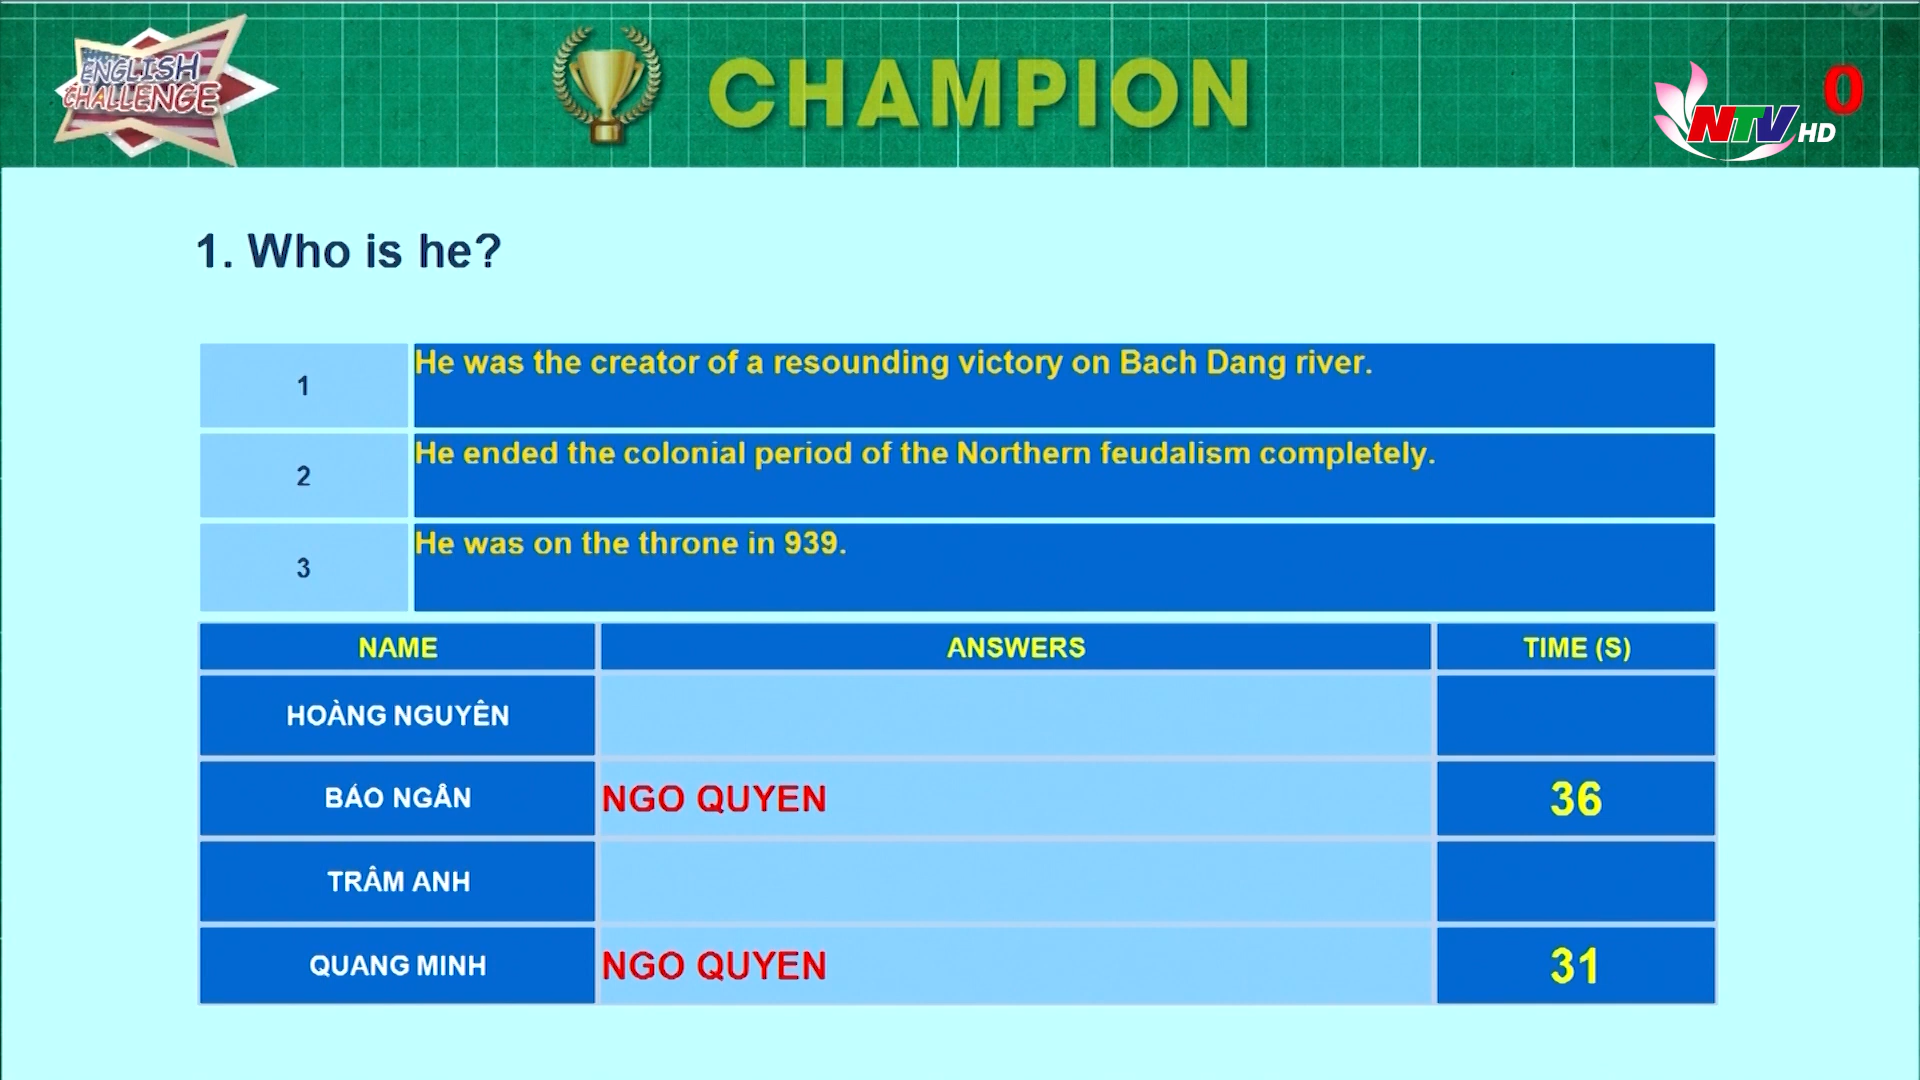 ENGLISH
CHALLENGE
CHAMPION
0
NTV HD
1. Who is he?
1
He was the creator of a resounding victory on Bach Dang river.
2
He ended the colonial period of the Northern feudalism completely.
3
He was on the throne in 939.
NAME ANSWERS TIME (S)
HOÀNG NGUYÊN
BẢO NGÂN NGO QUYEN 36
TRÂM ANH
QUANG MINH NGO QUYEN 31